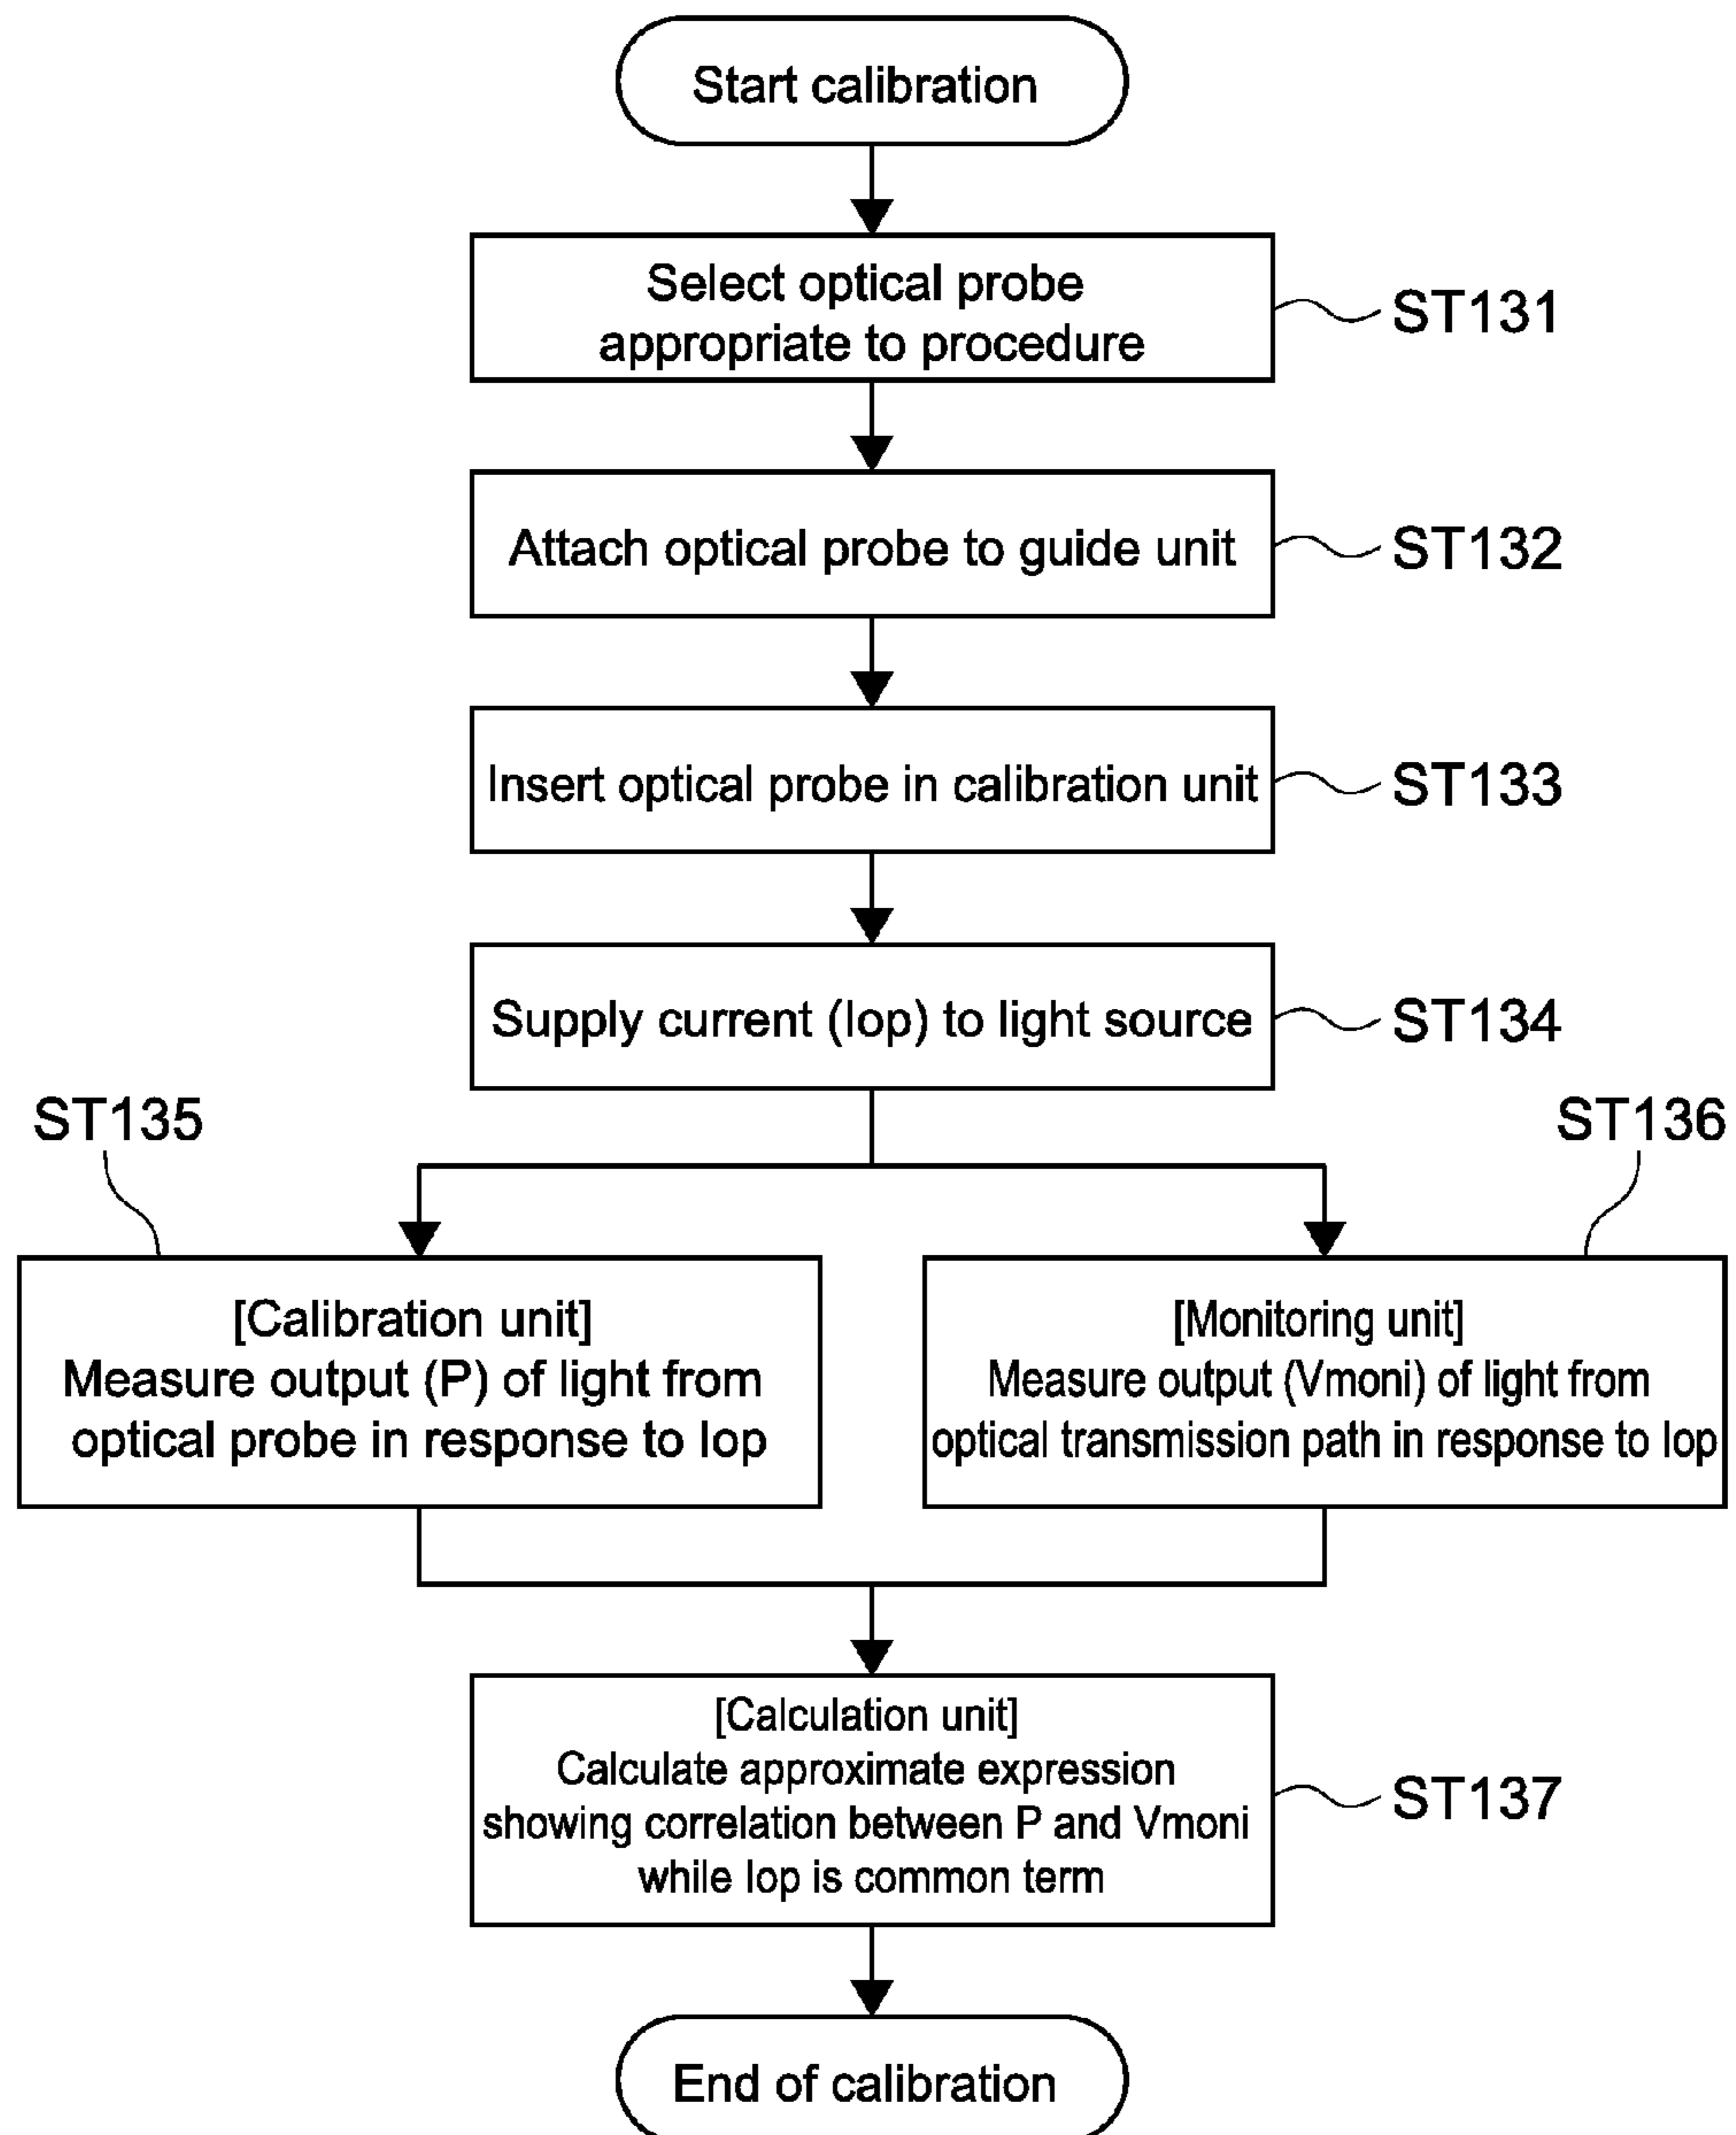 Start calibration
Select optical probe
appropriate to procedure
ST131
Attach optical probe to guide unit
ST132
Insert optical probe in calibration unit
ST133
Supply current (Iop) to light source
ST134
ST135
ST136
[Calibration unit]
Measure output (P) of light from
optical probe in response to Iop
[Monitoring unit]
Measure output (Vmoni) of light from
optical transmission path in response to Iop
[Calculation unit]
Calculate approximate expression
showing correlation between P and Vmoni
while Iop is common term
ST137
End of calibration